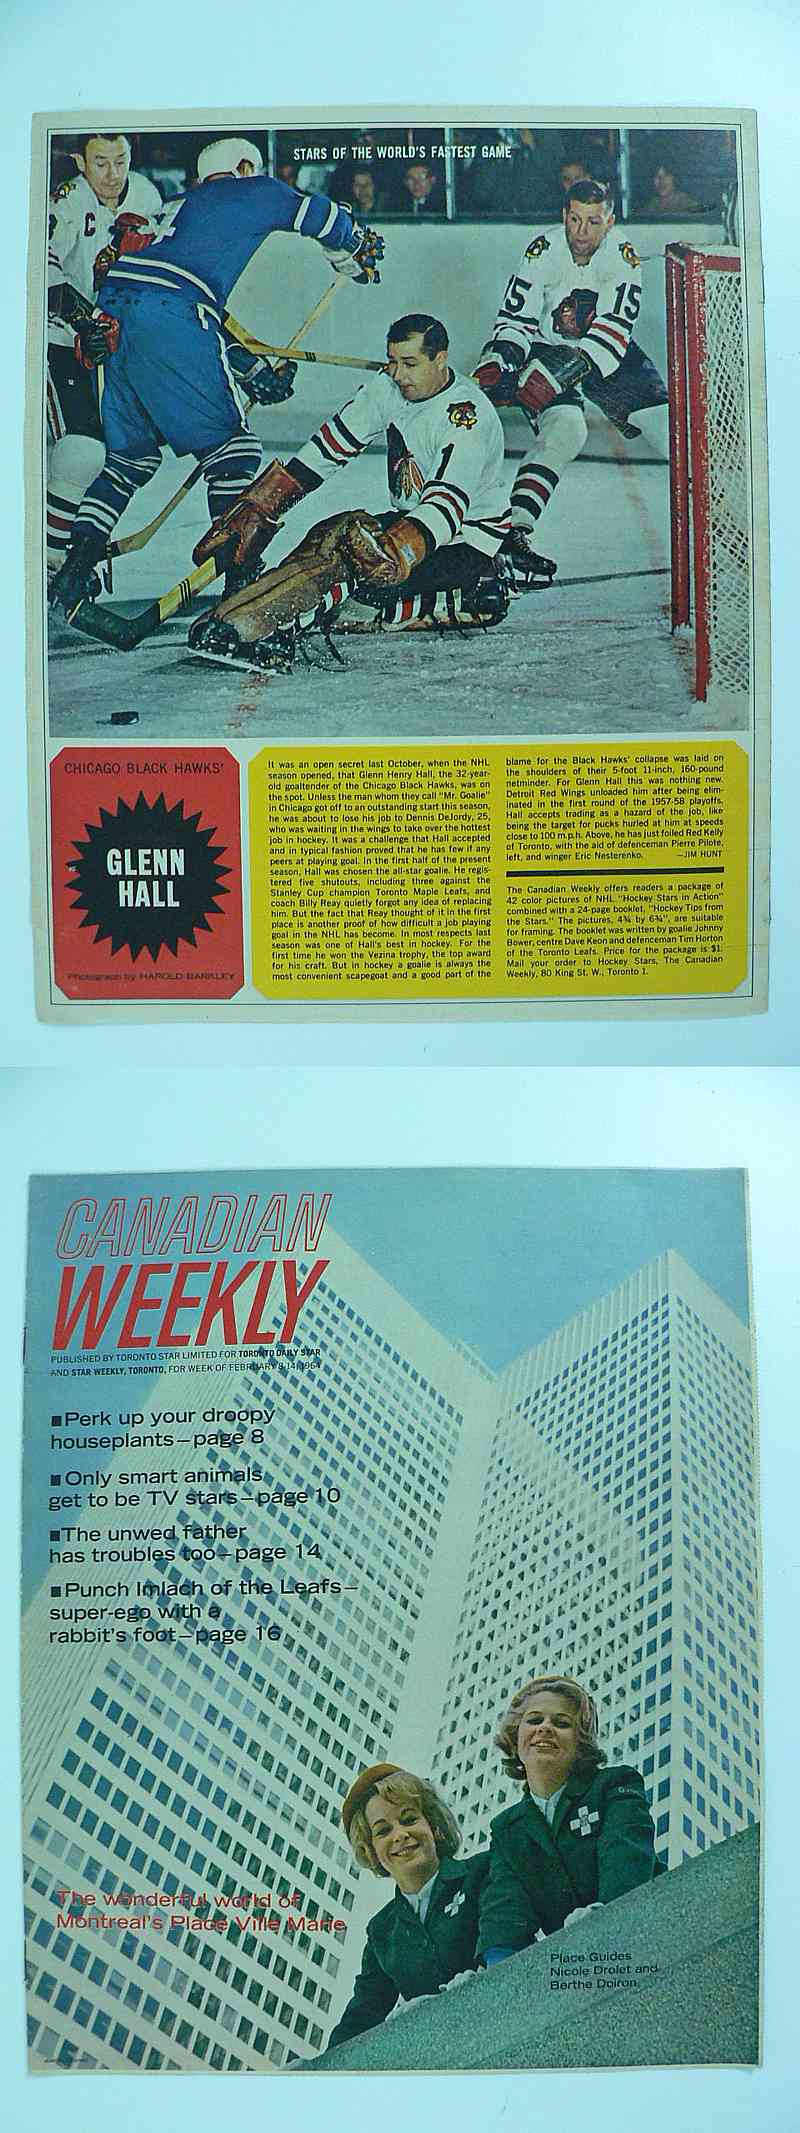 STARS OF THE WORLD'S FASTEST GAME
C
15
15
1
CHICAGO BLACK HAWKS'
GLENN
HALL
Photograph by HAROLD BARKLEY
It was an open secret last October, when the NHL
season opened, that Glenn Henry Hall, the 32-year-
old goaltender of the Chicago Black Hawks, was on
the spot. Unless the man whom they call "Mr. Goalie"
in Chicago got off to an outstanding start this season,
he was about to lose his job to Dennis DeJordy, 25,
who was waiting in the wings to take over the hottest
job in hockey. It was a challenge that Hall accepted
and in typical fashion proved that he has few if any
peers at playing goal. In the first half of the present
season, Hall was chosen the all-star goalie. He regis-
tered five shutouts, including three against the
Stanley Cup champion Toronto Maple Leafs, and
coach Billy Reay quietly forgot any idea of replacing
him. But the fact that Reay thought of it in the first
place is another proof of how difficult a job playing
goal in the NHL has become. In most respects last
season was one of Hall's best in hockey. For the
first time he won the Vezina trophy, the top award
for his craft. But in hockey a goalie is always the
most convenient scapegoat and a good part of the
blame for the Black Hawks' collapse was laid on
the shoulders of their 5-foot 11-inch, 160-pound
netminder. For Glenn Hall this was nothing new.
Detroit Red Wings unloaded him after being elim-
inated in the first round of the 1957-58 playoffs.
Hall accepts trading as a hazard of the job, like
being the target for pucks hurled at him at speeds
close to 100 m.p.h. Above, he has just foiled Red Kelly
of Toronto, with the aid of defenceman Pierre Pilote,
left, and winger Eric Nesterenko. —JIM HUNT
The Canadian Weekly offers readers a package of
42 color pictures of NHL "Hockey Stars in Action"
combined with a 24-page booklet, "Hockey Tips from
the Stars." The pictures, 4¾ by 6¾", are suitable
for framing. The booklet was written by goalie Johnny
Bower, centre Dave Keon and defenceman Tim Horton
of the Toronto Leafs. Price for the package is $1.
Mail your order to Hockey Stars, The Canadian
Weekly, 80 King St. W., Toronto 1.
CANADIAN
WEEKLY
PUBLISHED BY TORONTO STAR LIMITED FOR TORONTO DAILY STAR
AND STAR WEEKLY, TORONTO, FOR WEEK OF FEBRUARY 8-14, 1964
■Perk up your droopy
houseplants—page 8
■Only smart animals
get to be TV stars—page 10
■The unwed father
has troubles too—page 14
■Punch Imlach of the Leafs—
super-ego with a
rabbit's foot—page 16
The wonderful world of
Montreal's Place Ville Marie
Place Guides
Nicole Drolet and
Berthe Doiron